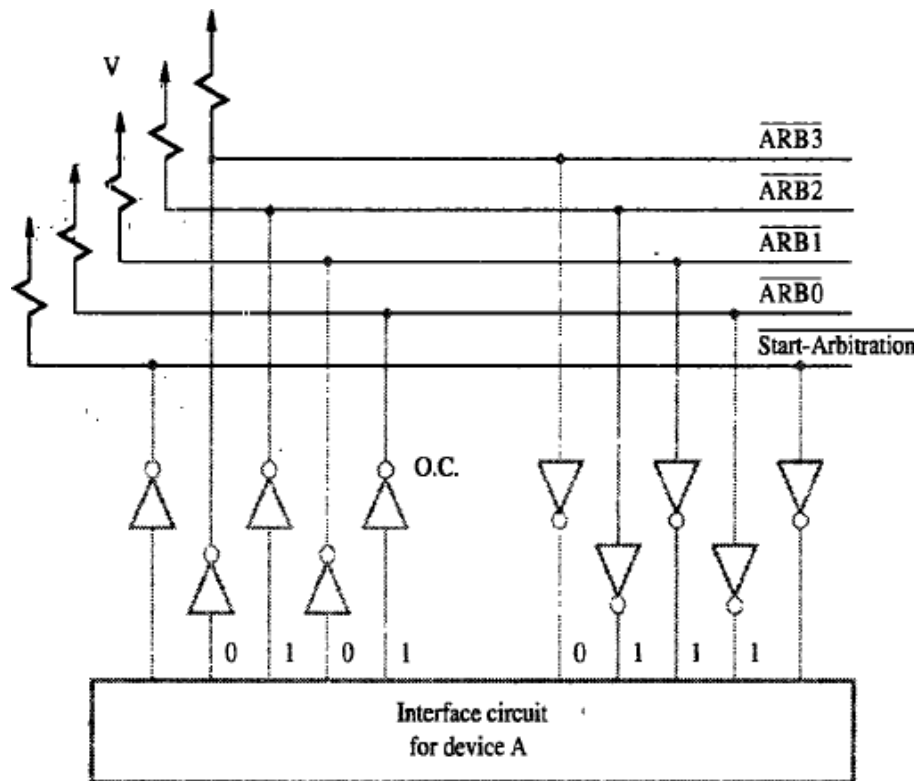 V
ARB3
ARB2
ARB1
ARB0
Start-Arbitration
O.C.
0 1 0 1 0 1 1 1
Interface circuit
for device A